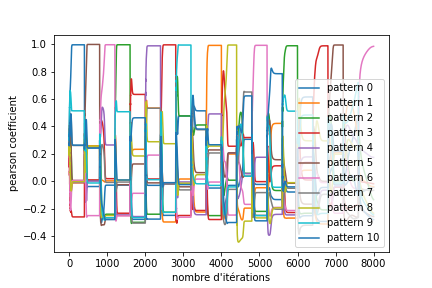 1.0
0.8
0.6
0.4
0.2
0.0
−0.2
−0.4
pearson coefficient
0 1000 2000 3000 4000 5000 6000 7000 8000
nombre d'itérations
pattern 0
pattern 1
pattern 2
pattern 3
pattern 4
pattern 5
pattern 6
pattern 7
pattern 8
pattern 9
pattern 10